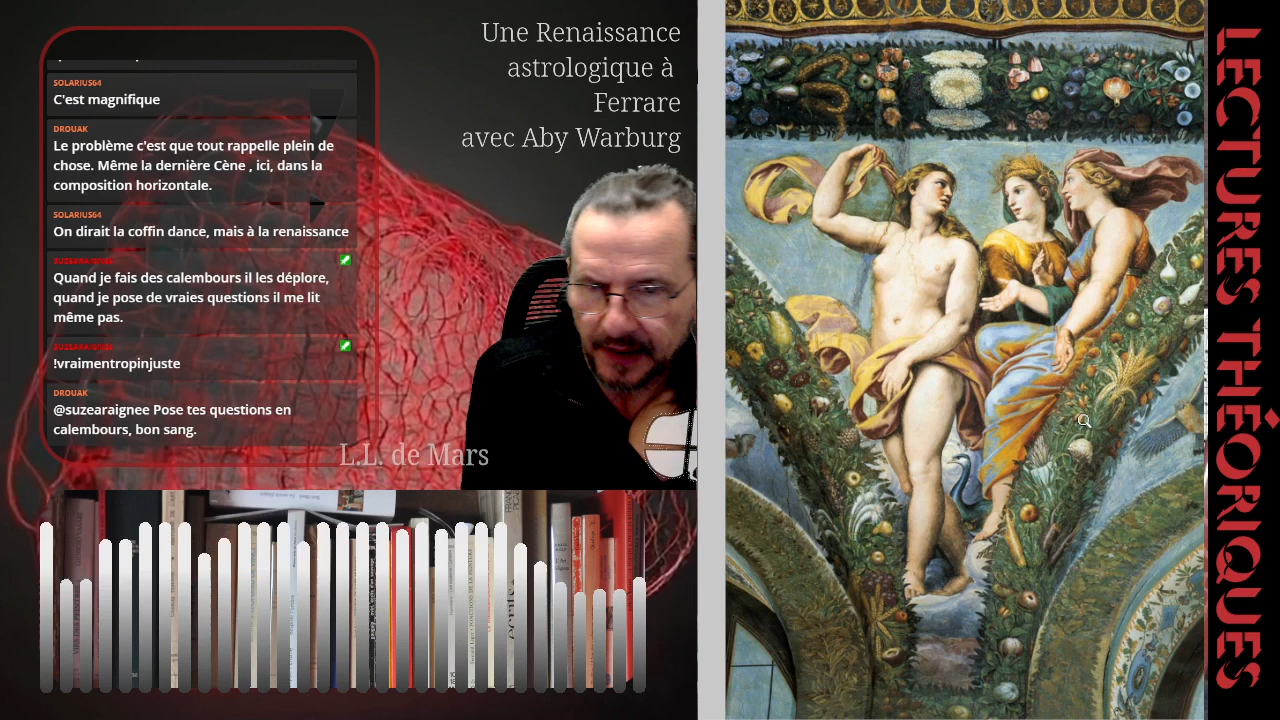 Une Renaissance
astrologique à
Ferrare
avec Aby Warburg
SOLARIUS64
C'est magnifique
DROUAK
Le problème c'est que tout rappelle plein de
chose. Même la dernière Cène , ici, dans la
composition horizontale.
SOLARIUS64
On dirait la coffin dance, mais à la renaissance
SUZEARAIGNEE
Quand je fais des calembours il les déplore,
quand je pose de vraies questions il me lit
même pas.
SUZEARAIGNEE
!vraimentropinjuste
DROUAK
@suzearaignee Pose tes questions en
calembours, bon sang.
L.L. de Mars
LECTURES THÉORIQUES